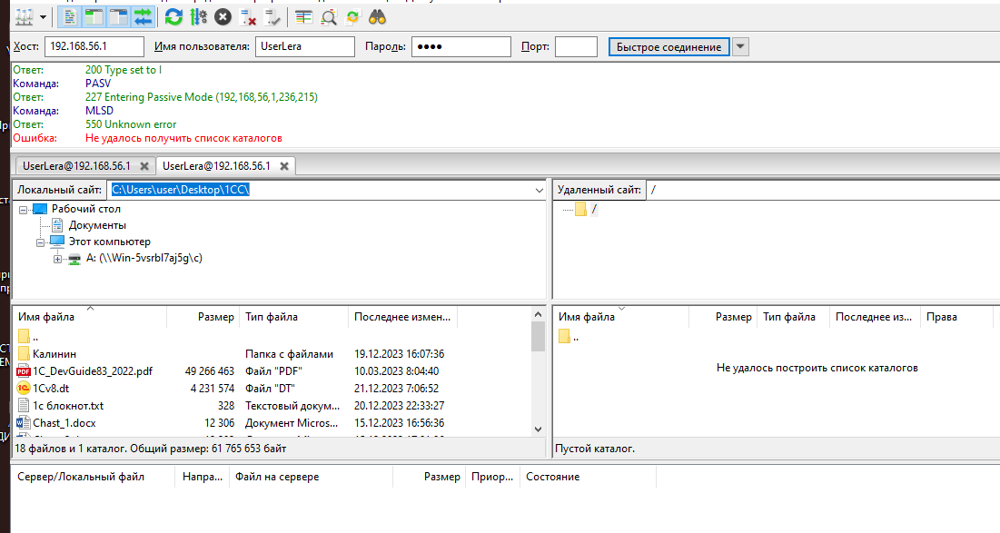 Хост: 192.168.56.1 Имя пользователя: UserLera Пароль: ●●●● Порт: Быстрое соединение
Ответ: 200 Type set to I
Команда: PASV
Ответ: 227 Entering Passive Mode (192,168,56,1,236,215)
Команда: MLSD
Ответ: 550 Unknown error
Ошибка: Не удалось получить список каталогов
UserLera@192.168.56.1 UserLera@192.168.56.1
Локальный сайт: C:\Users\user\Desktop\1CC\
Рабочий стол
Документы
Этот компьютер
A: (\\Win-5vsrbl7aj5g\c)
Удаленный сайт: /
/
Имя файла Размер Тип файла Последнее измен...
..
Калинин Папка с файлами 19.12.2023 16:07:36
1C_DevGuide83_2022.pdf 49 266 463 Файл "PDF" 10.03.2023 8:04:40
1Cv8.dt 4 231 574 Файл "DT" 21.12.2023 7:06:52
1с блокнот.txt 328 Текстовый докум... 20.12.2023 22:33:27
Chast_1.docx 12 306 Документ Micros... 15.12.2023 16:56:36
18 файлов и 1 каталог. Общий размер: 61 765 653 байт
Имя файла Размер Тип файла Последнее из... Права
..
Не удалось построить список каталогов
Пустой каталог.
Сервер/Локальный файл Напра... Файл на сервере Размер Приор... Состояние